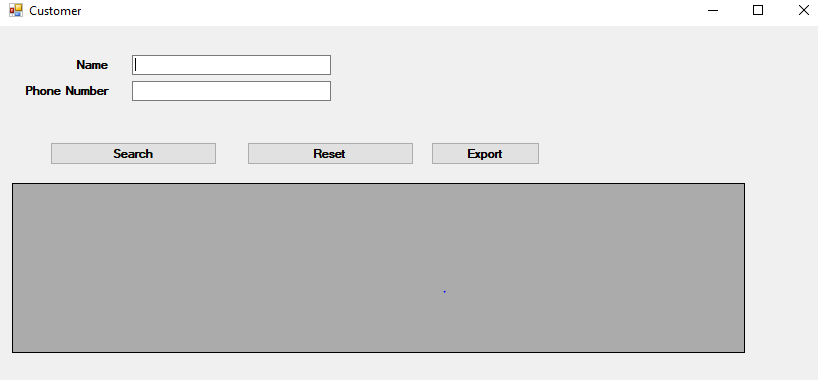 Customer
Name
Phone Number
Search Reset Export